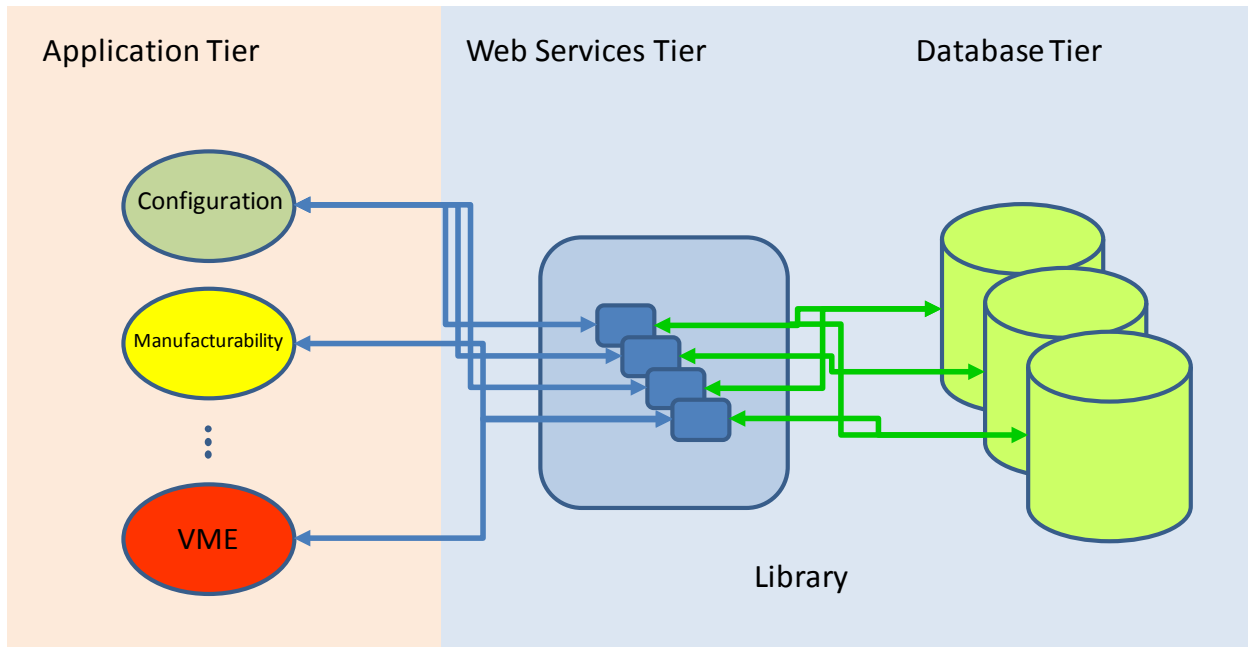 Application Tier
Web Services Tier
Database Tier
Configuration
Manufacturability
VME
Library